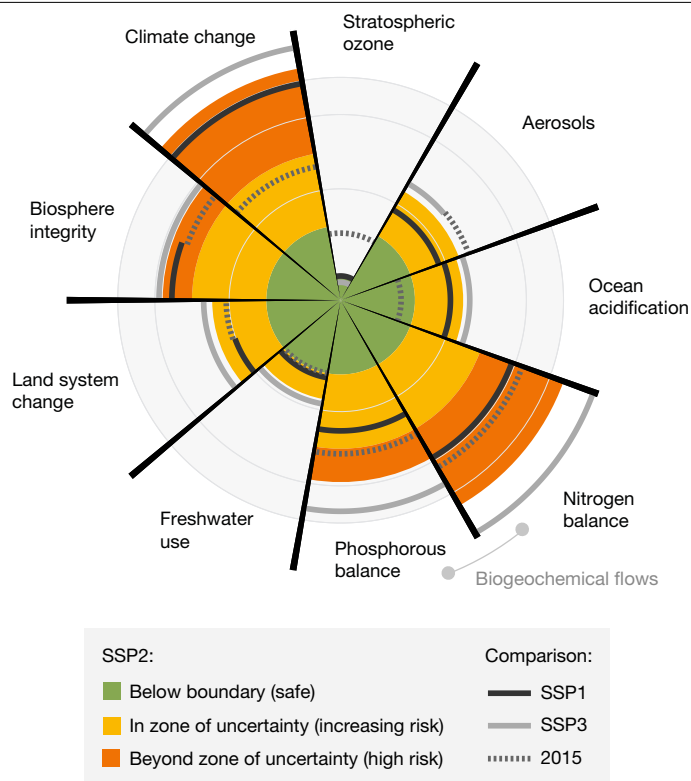 Climate change
Stratospheric
ozone
Aerosols
Biosphere
integrity
Ocean
acidification
Land system
change
Freshwater
use
Phosphorous
balance
Nitrogen
balance
Biogeochemical flows
SSP2:
Below boundary (safe)
In zone of uncertainty (increasing risk)
Beyond zone of uncertainty (high risk)
Comparison:
SSP1
SSP3
2015